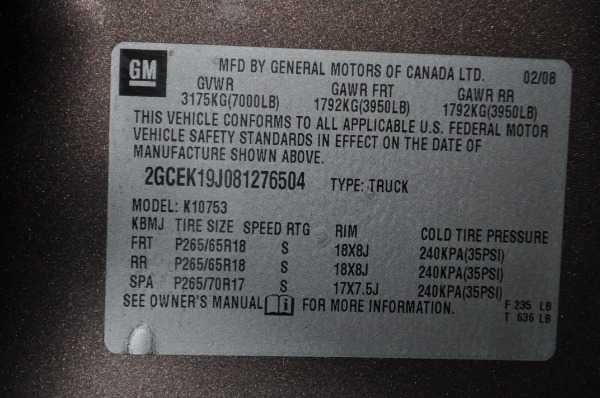 GM ®
MFD BY GENERAL MOTORS OF CANADA LTD. 02/08
GVWR GAWR FRT GAWR RR
3175KG(7000LB) 1792KG(3950LB) 1792KG(3950LB)
THIS VEHICLE CONFORMS TO ALL APPLICABLE U.S. FEDERAL MOTOR
VEHICLE SAFETY STANDARDS IN EFFECT ON THE DATE OF
MANUFACTURE SHOWN ABOVE.
2GCEK19J081276504 TYPE: TRUCK
MODEL: K10753
KBMJ TIRE SIZE SPEED RTG RIM COLD TIRE PRESSURE
FRT P265/65R18 S 18X8J 240KPA(35PSI)
RR P265/65R18 S 18X8J 240KPA(35PSI)
SPA P265/70R17 S 17X7.5J 240KPA(35PSI)
SEE OWNER'S MANUAL i FOR MORE INFORMATION.
F 235 LB
T 636 LB